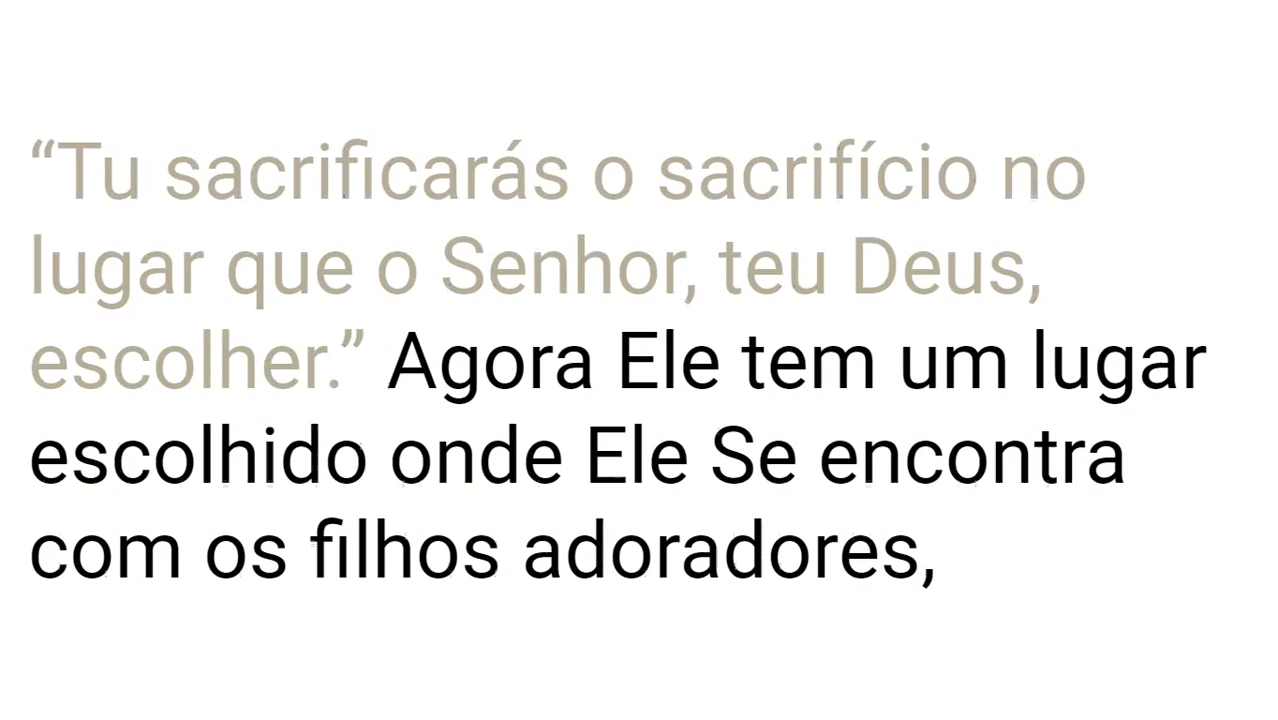 “Tu sacrificarás o sacrifício no
lugar que o Senhor, teu Deus,
escolher.” Agora Ele tem um lugar
escolhido onde Ele Se encontra
com os filhos adoradores,